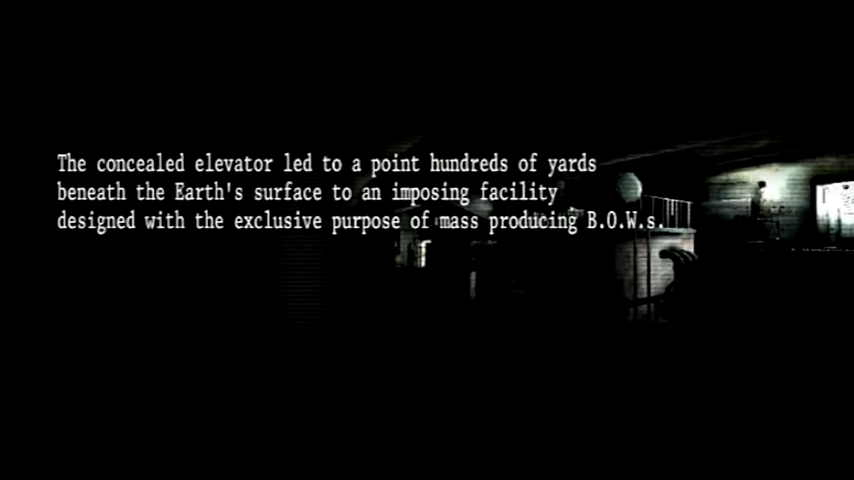 The concealed elevator led to a point hundreds of yards
beneath the Earth's surface to an imposing facility
designed with the exclusive purpose of mass producing B.O.W.s.